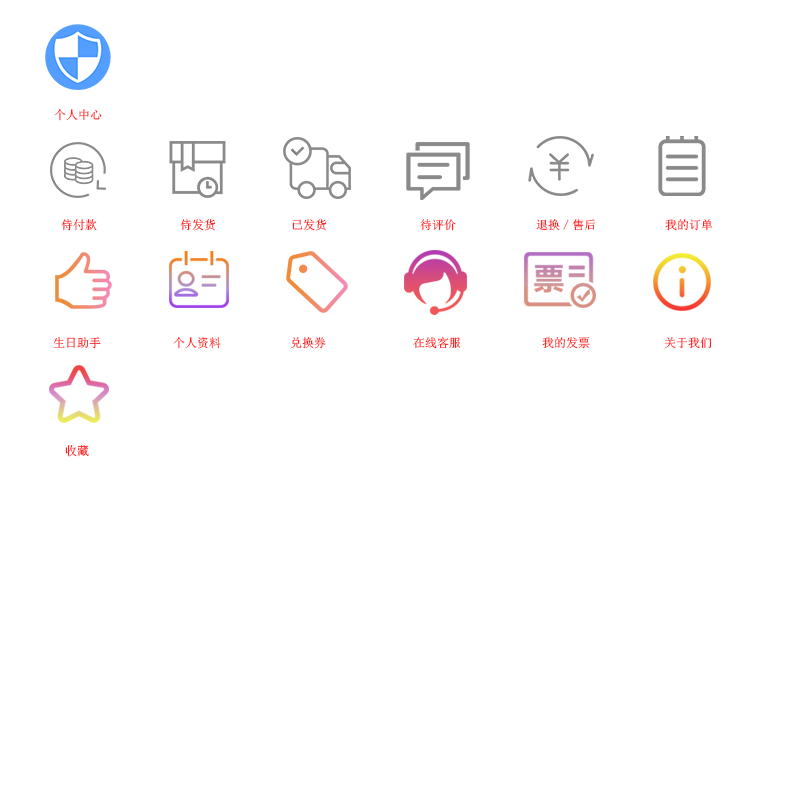 个人中心
侍付款
侍发货
已发货
待评价
退换 / 售后
我的订单
票
生日助手
个人资料
兑换券
在线客服
我的发票
关于我们
收藏